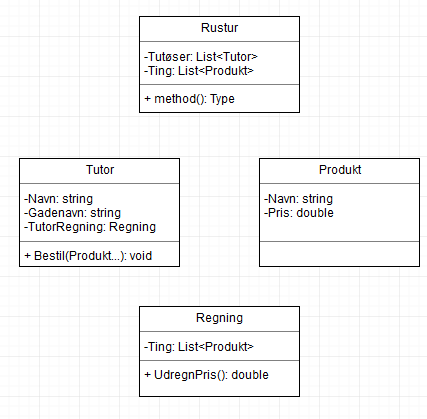 Rustur
-Tutøser: List<Tutor>
-Ting: List<Produkt>
+ method(): Type
Tutor
-Navn: string
-Gadenavn: string
-TutorRegning: Regning
+ Bestil(Produkt...): void
Produkt
-Navn: string
-Pris: double
Regning
-Ting: List<Produkt>
+ UdregnPris(): double